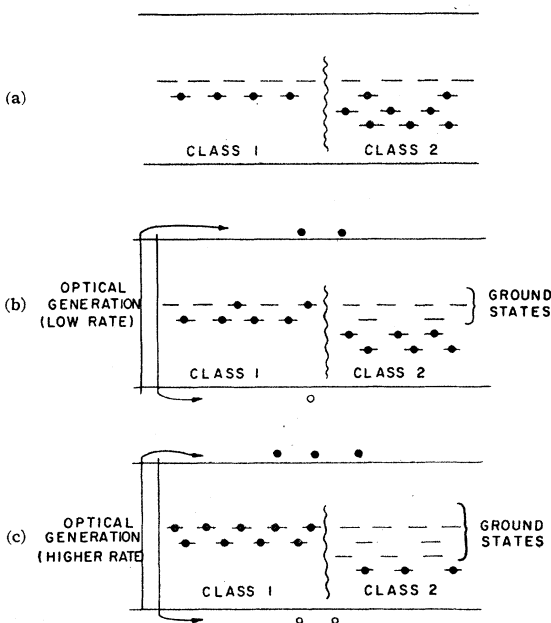 (a)
CLASS 1 CLASS 2
(b)
OPTICAL
GENERATION
(LOW RATE)
GROUND
STATES
CLASS 1 CLASS 2
(c)
OPTICAL
GENERATION
(HIGHER RATE)
GROUND
STATES
CLASS 1 CLASS 2